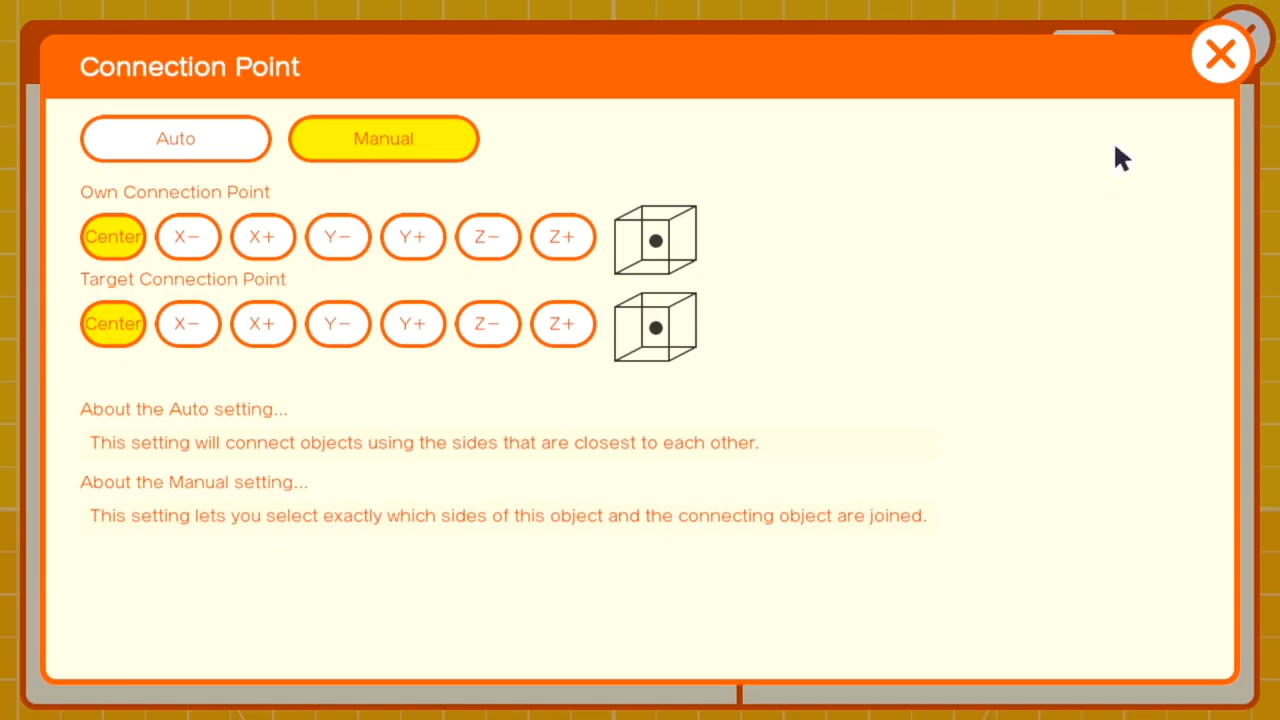 Connection Point
Auto Manual
Own Connection Point
Center X− X+ Y− Y+ Z− Z+
Target Connection Point
Center X− X+ Y− Y+ Z− Z+
About the Auto setting...
This setting will connect objects using the sides that are closest to each other.
About the Manual setting...
This setting lets you select exactly which sides of this object and the connecting object are joined.